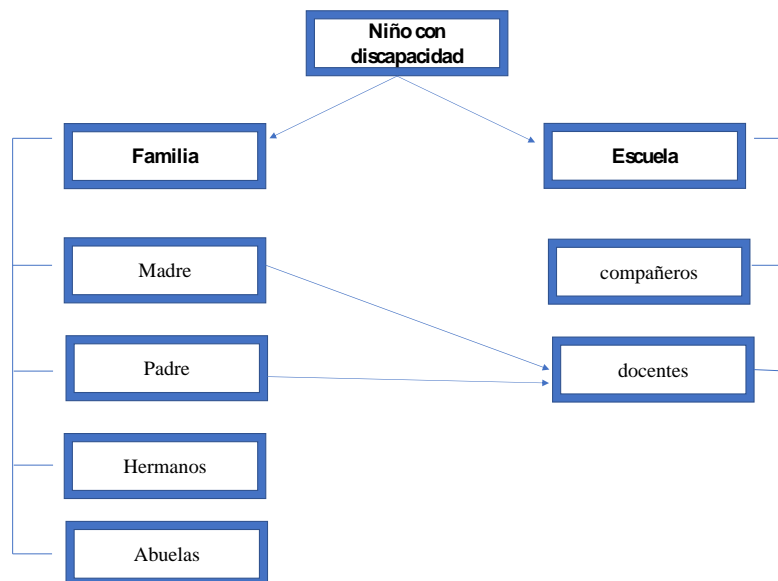 Niño con
discapacidad
Familia
Escuela
Madre
compañeros
Padre
docentes
Hermanos
Abuelas